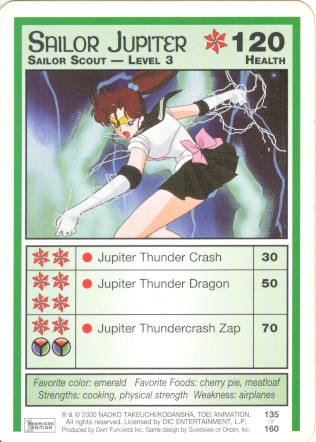 SAILOR JUPITER 120
SAILOR SCOUT — LEVEL 3 HEALTH
Jupiter Thunder Crash 30
Jupiter Thunder Dragon 50
Jupiter Thundercrash Zap 70
Favorite color: emerald Favorite Foods: cherry pie, meatloaf
Strengths: cooking, physical strength Weakness: airplanes
PREMIERE
EDITION
® & © 2000 NAOKO TAKEUCHI/KODANSHA, TOEI ANIMATION.
All rights reserved. Licensed by DIC ENTERTAINMENT, L.P.
Produced by DART FLIPCARDS INC. Game design by GUARDIANS OF ORDER, INC.
135
of
160